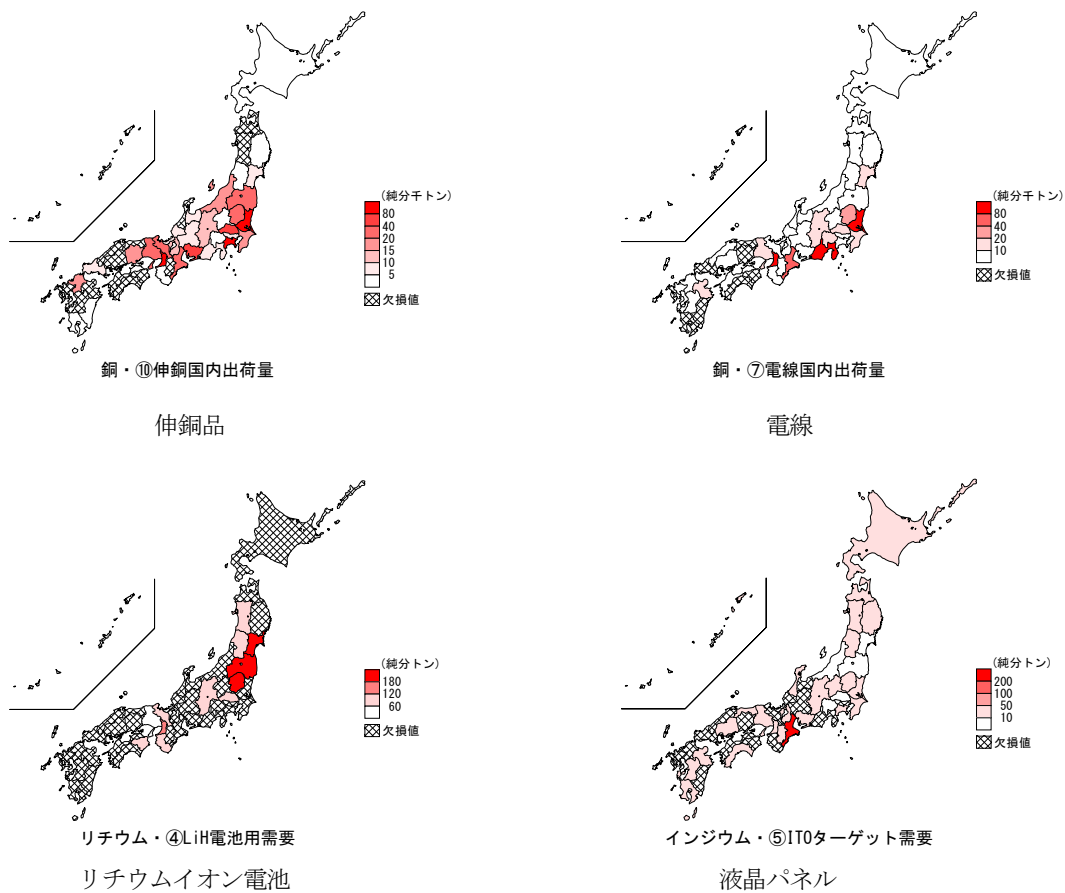 (純分千トン)
80
40
20
15
10
5
欠損値
銅・⑩伸銅国内出荷量
伸銅品
(純分千トン)
80
40
20
10
欠損値
銅・⑦電線国内出荷量
電線
(純分トン)
180
120
60
欠損値
リチウム・④LiH電池用需要
リチウムイオン電池
(純分トン)
200
100
50
10
欠損値
インジウム・⑤ITOターゲット需要
液晶パネル